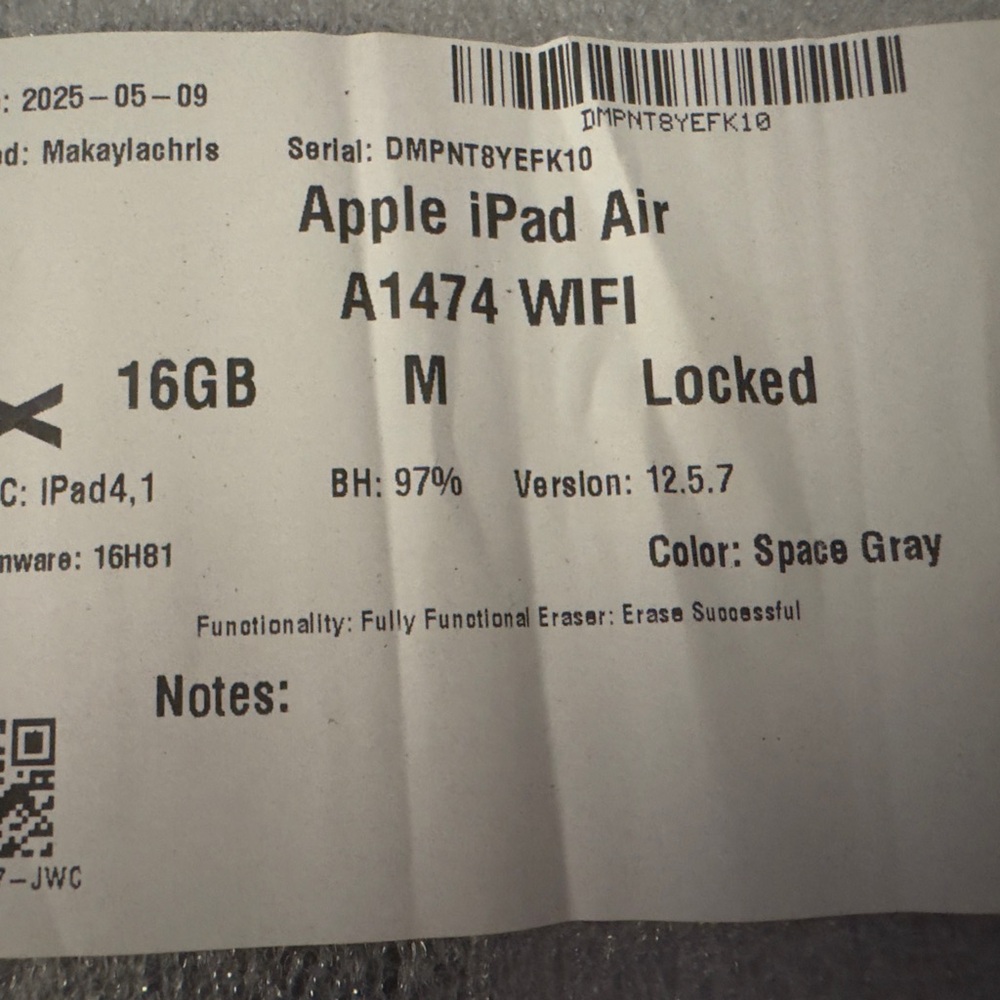 : 2025-05-09
DMPNT8YEFK10
d: Makaylachris Serial: DMPNT8YEFK10
Apple iPad Air
A1474 WIFI
X 16GB M Locked
C: iPad4,1 BH: 97% Version: 12.5.7
nware: 16H81 Color: Space Gray
Functionality: Fully Functional Eraser: Erase Successful
Notes:
7-JWC